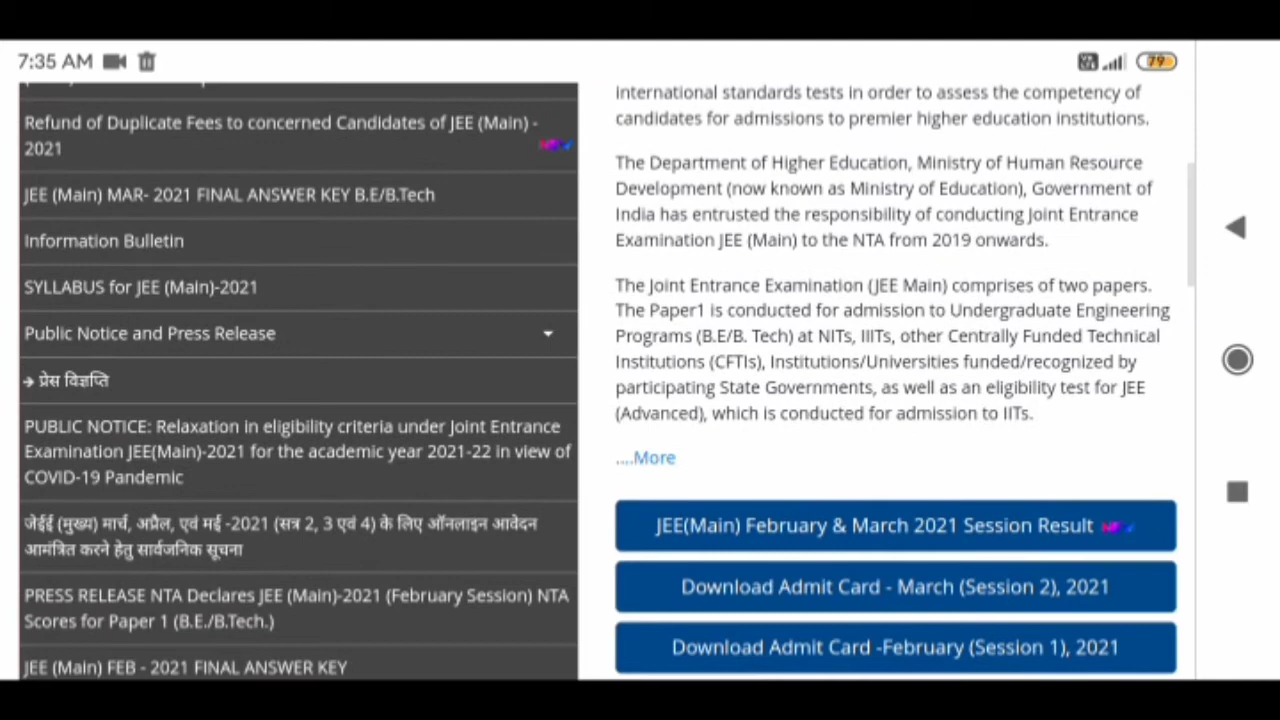 7:35 AM
79
Refund of Duplicate Fees to concerned Candidates of JEE (Main) -
2021
JEE (Main) MAR- 2021 FINAL ANSWER KEY B.E/B.Tech
Information Bulletin
SYLLABUS for JEE (Main)-2021
Public Notice and Press Release
→ प्रेस विज्ञप्ति
PUBLIC NOTICE: Relaxation in eligibility criteria under Joint Entrance
Examination JEE(Main)-2021 for the academic year 2021-22 in view of
COVID-19 Pandemic
जेईई (मुख्य) मार्च, अप्रैल, एवं मई -2021 (सत्र 2, 3 एवं 4) के लिए ऑनलाइन आवेदन
आमंत्रित करने हेतु सार्वजनिक सूचना
PRESS RELEASE NTA Declares JEE (Main)-2021 (February Session) NTA
Scores for Paper 1 (B.E./B.Tech.)
JEE (Main) FEB - 2021 FINAL ANSWER KEY
international standards tests in order to assess the competency of
candidates for admissions to premier higher education institutions.
The Department of Higher Education, Ministry of Human Resource
Development (now known as Ministry of Education), Government of
India has entrusted the responsibility of conducting Joint Entrance
Examination JEE (Main) to the NTA from 2019 onwards.
The Joint Entrance Examination (JEE Main) comprises of two papers.
The Paper1 is conducted for admission to Undergraduate Engineering
Programs (B.E/B. Tech) at NITs, IIITs, other Centrally Funded Technical
Institutions (CFTIs), Institutions/Universities funded/recognized by
participating State Governments, as well as an eligibility test for JEE
(Advanced), which is conducted for admission to IITs.
....More
JEE(Main) February & March 2021 Session Result
Download Admit Card - March (Session 2), 2021
Download Admit Card -February (Session 1), 2021